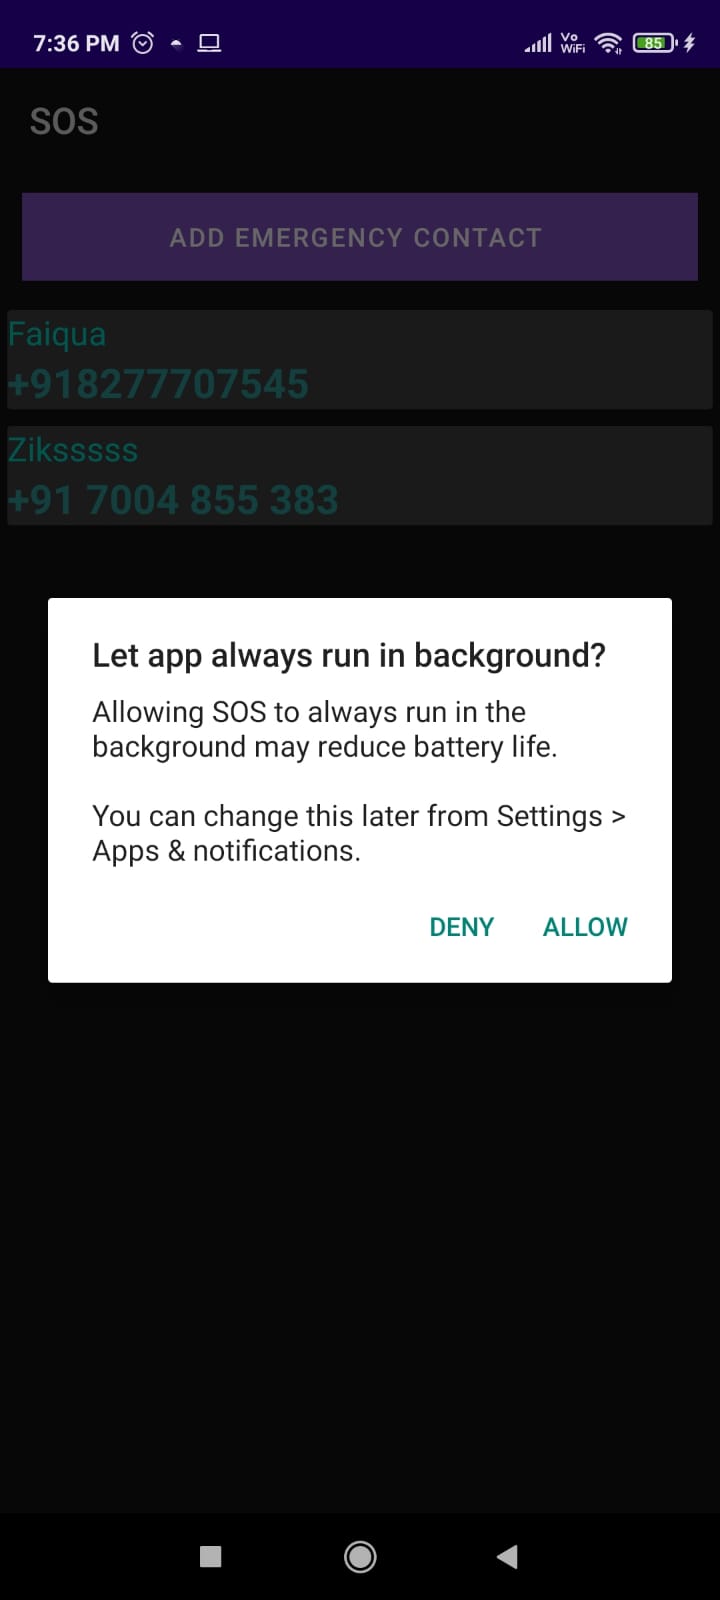 7:36 PM
Vo
WiFi
85
SOS
ADD EMERGENCY CONTACT
Faiqua
+918277707545
Ziksssss
+91 7004 855 383
Let app always run in background?
Allowing SOS to always run in the
background may reduce battery life.
You can change this later from Settings >
Apps & notifications.
DENY
ALLOW